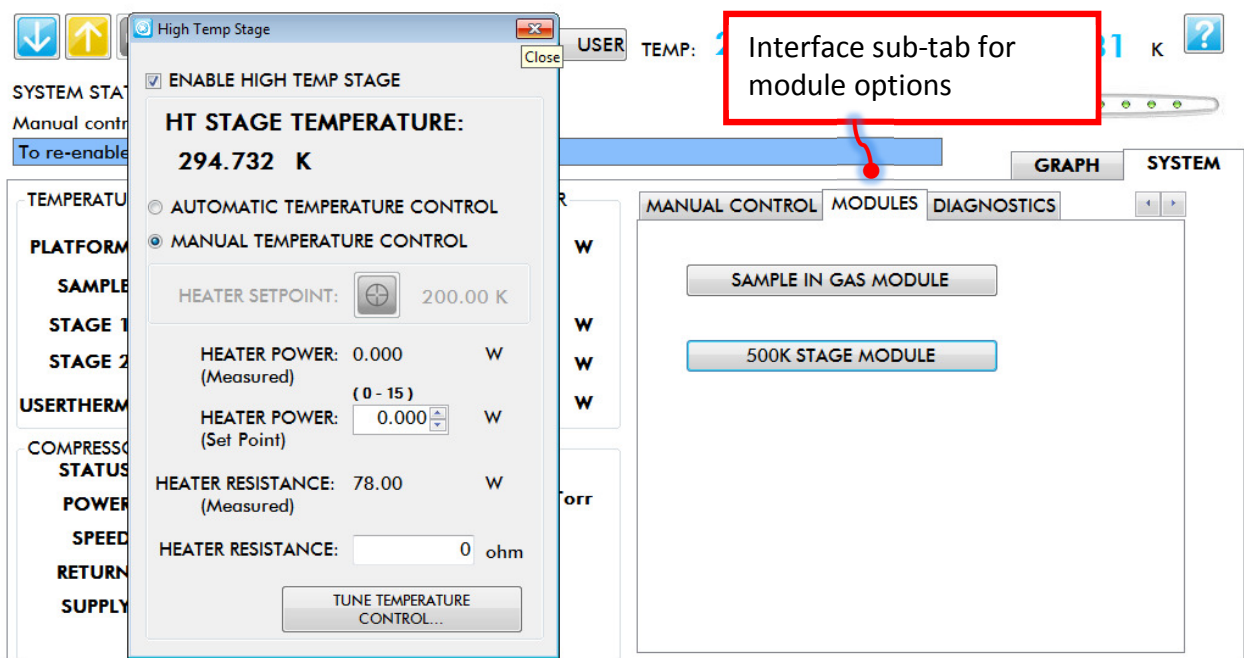 High Temp Stage
Close
USER
TEMP:
K
?
Interface sub-tab for
module options
SYSTEM STA
Manual contr
To re-enable
ENABLE HIGH TEMP STAGE
HT STAGE TEMPERATURE:
294.732 K
AUTOMATIC TEMPERATURE CONTROL
MANUAL TEMPERATURE CONTROL
HEATER SETPOINT: 200.00 K
HEATER POWER: 0.000 W
(Measured)
(0 - 15)
HEATER POWER: 0.000 W
(Set Point)
HEATER RESISTANCE: 78.00 W
(Measured)
HEATER RESISTANCE: 0 ohm
TUNE TEMPERATURE
CONTROL...
GRAPH SYSTEM
TEMPERATU
R
PLATFORM W
SAMPLE
STAGE 1 W
STAGE 2 W
USERTHERM W
COMPRESSO
STATUS
POWER Torr
SPEED
RETURN
SUPPLY
MANUAL CONTROL MODULES DIAGNOSTICS
SAMPLE IN GAS MODULE
500K STAGE MODULE